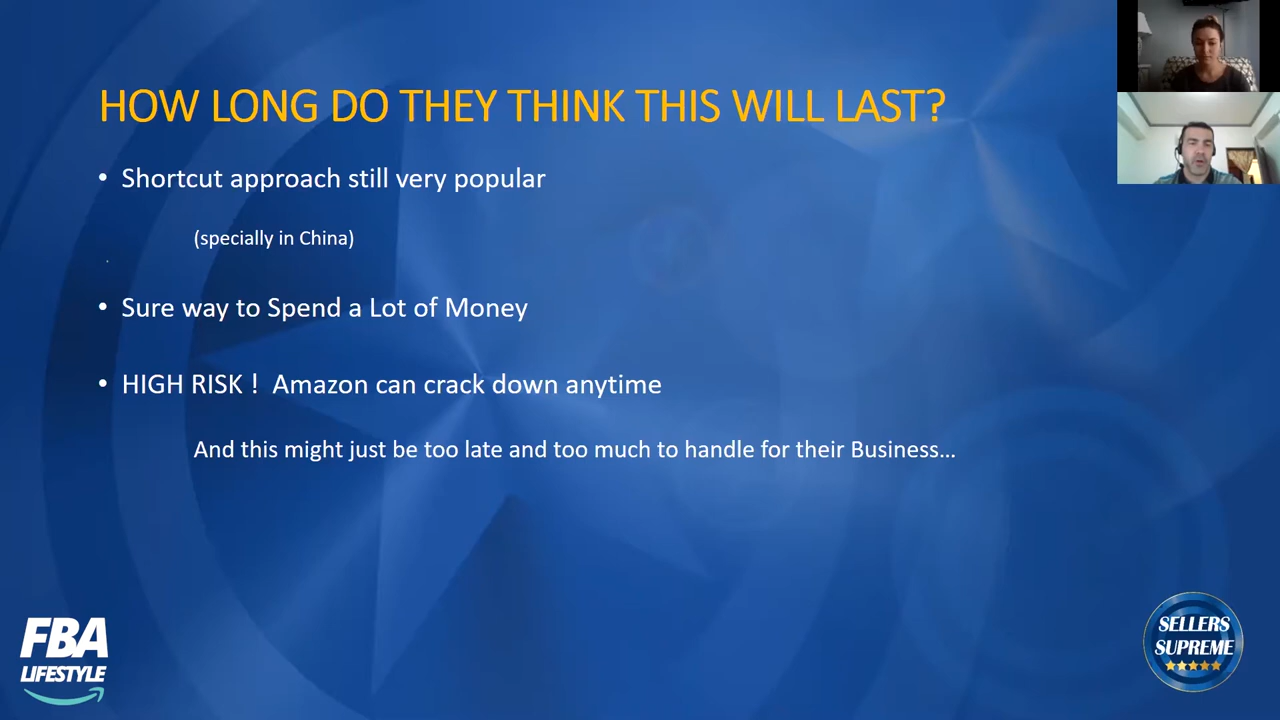 HOW LONG DO THEY THINK THIS WILL LAST?
• Shortcut approach still very popular
(specially in China)
• Sure way to Spend a Lot of Money
• HIGH RISK ! Amazon can crack down anytime
And this might just be too late and too much to handle for their Business...
FBA
LIFESTYLE
SELLERS
SUPREME